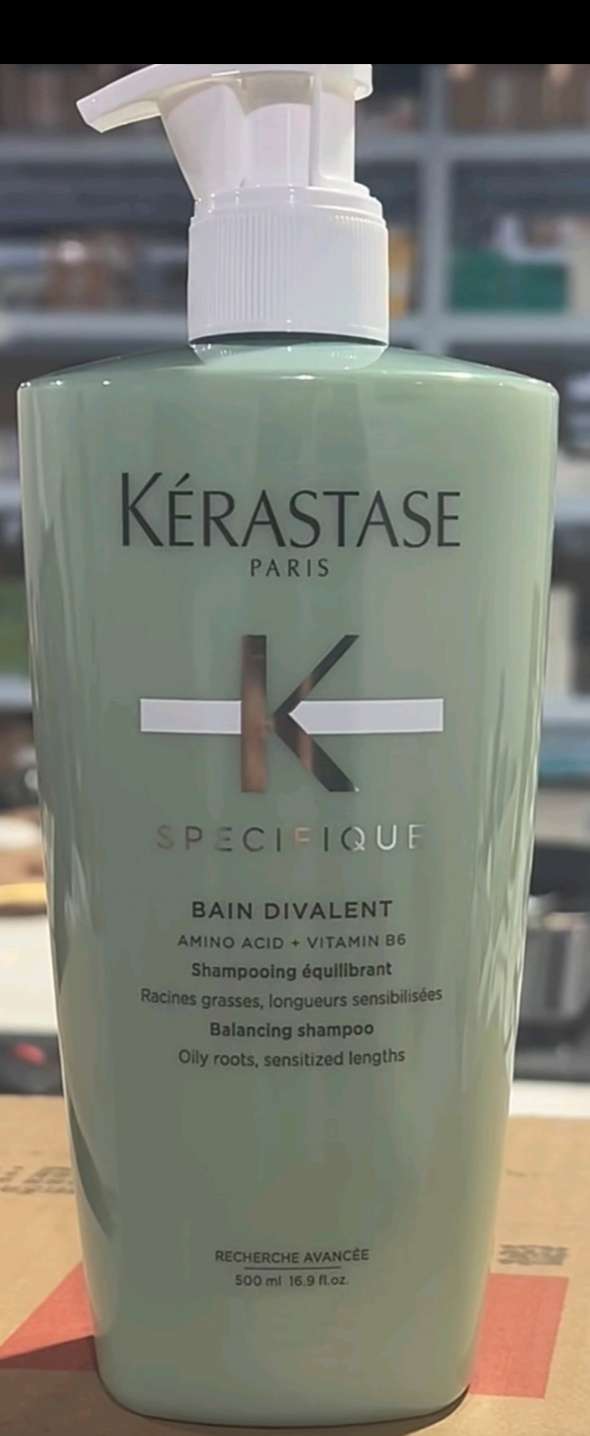 KÉRASTASE
PARIS
K
SPECIFIQUE
BAIN DIVALENT
AMINO ACID + VITAMIN B6
Shampooing équilibrant
Racines grasses, longueurs sensibilisées
Balancing shampoo
Oily roots, sensitized lengths
RECHERCHE AVANCÉE
500 ml 16.9 fl.oz.